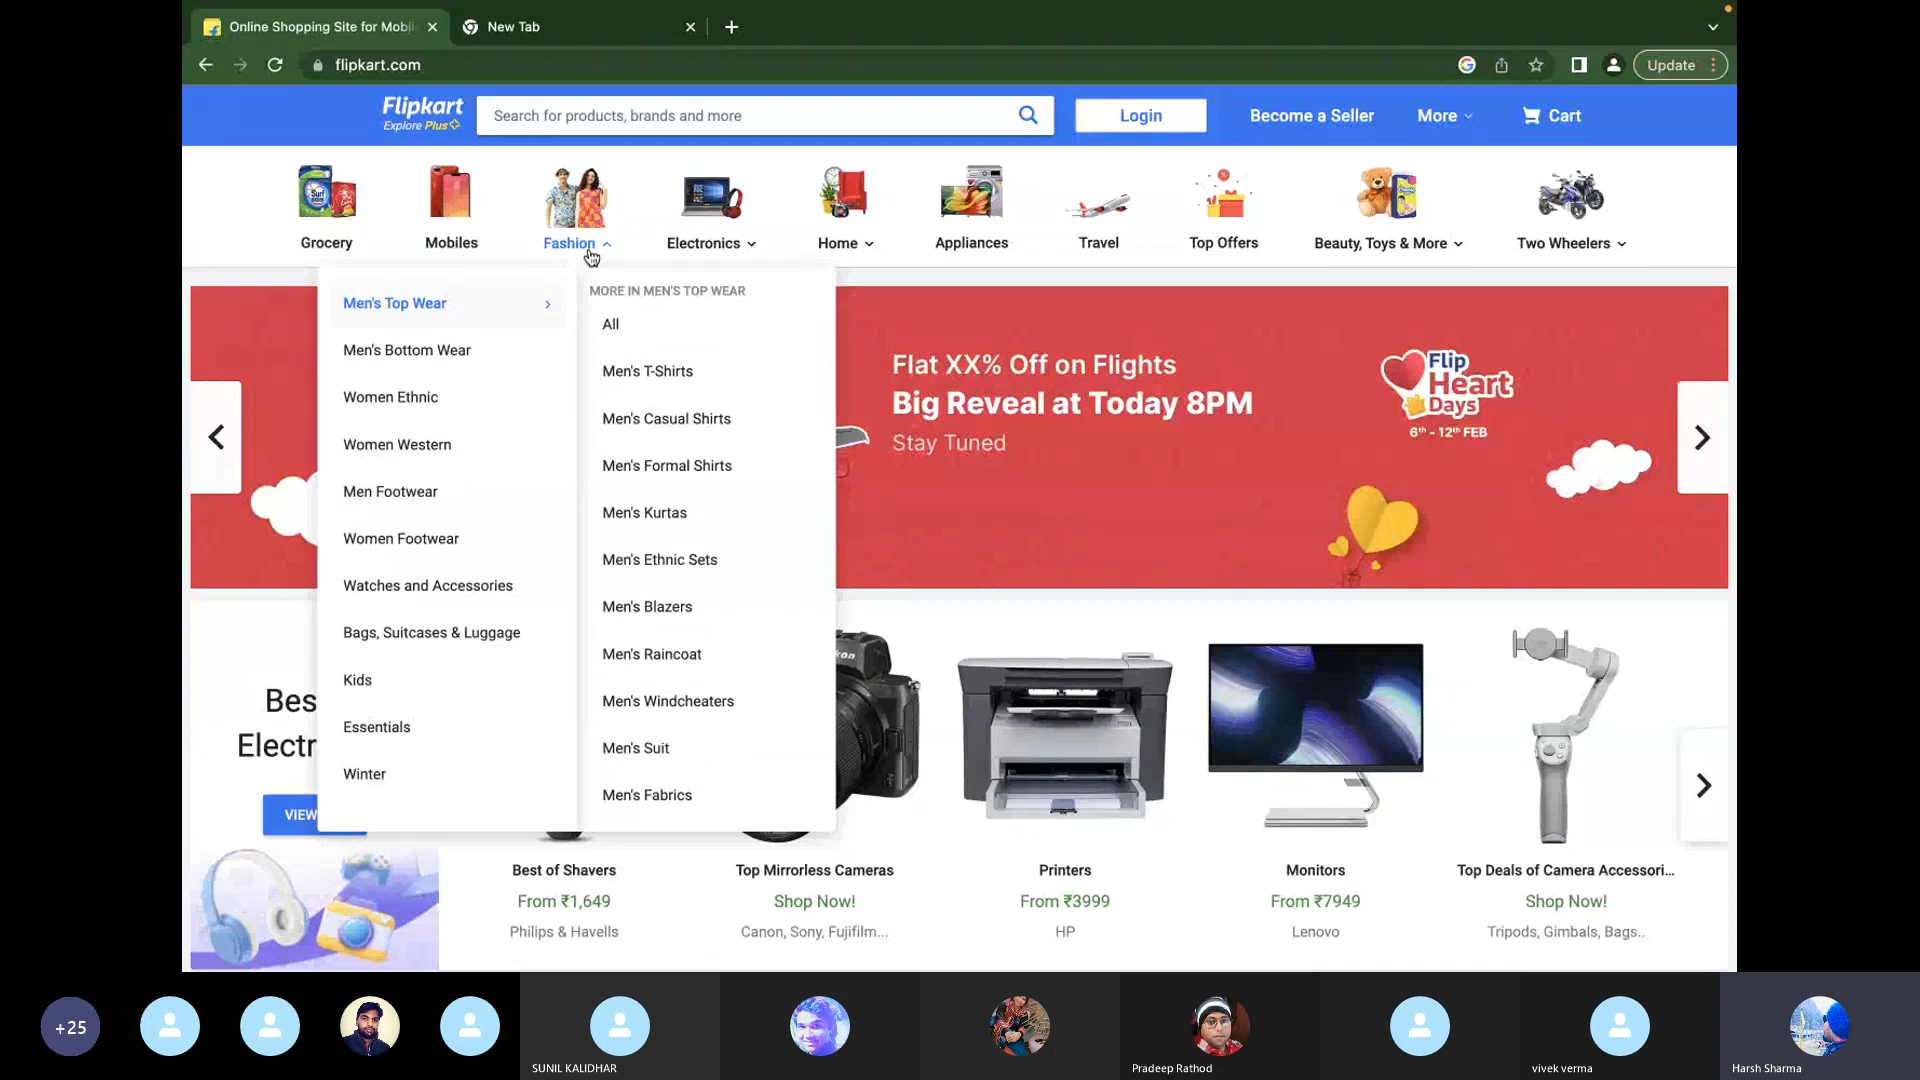 Online Shopping Site for Mobil
New Tab
flipkart.com
Update
Flipkart
Explore Plus
Search for products, brands and more
Login
Become a Seller
More
Cart
Grocery
Mobiles
Fashion
Electronics
Home
Appliances
Travel
Top Offers
Beauty, Toys & More
Two Wheelers
Men's Top Wear
Men's Bottom Wear
Women Ethnic
Women Western
Men Footwear
Women Footwear
Watches and Accessories
Bags, Suitcases & Luggage
Kids
Essentials
Winter
MORE IN MEN'S TOP WEAR
All
Men's T-Shirts
Men's Casual Shirts
Men's Formal Shirts
Men's Kurtas
Men's Ethnic Sets
Men's Blazers
Men's Raincoat
Men's Windcheaters
Men's Suit
Men's Fabrics
Flat XX% Off on Flights
Big Reveal at Today 8PM
Stay Tuned
Flip
Heart
Days
6th - 12th FEB
Bes
Electr
VIEW
Best of Shavers
From ₹1,649
Philips & Havells
Top Mirrorless Cameras
Shop Now!
Canon, Sony, Fujifilm...
Printers
From ₹3999
HP
Monitors
From ₹7949
Lenovo
Top Deals of Camera Accessori...
Shop Now!
Tripods, Gimbals, Bags..
+25
SUNIL KALIDHAR
Pradeep Rathod
vivek verma
Harsh Sharma